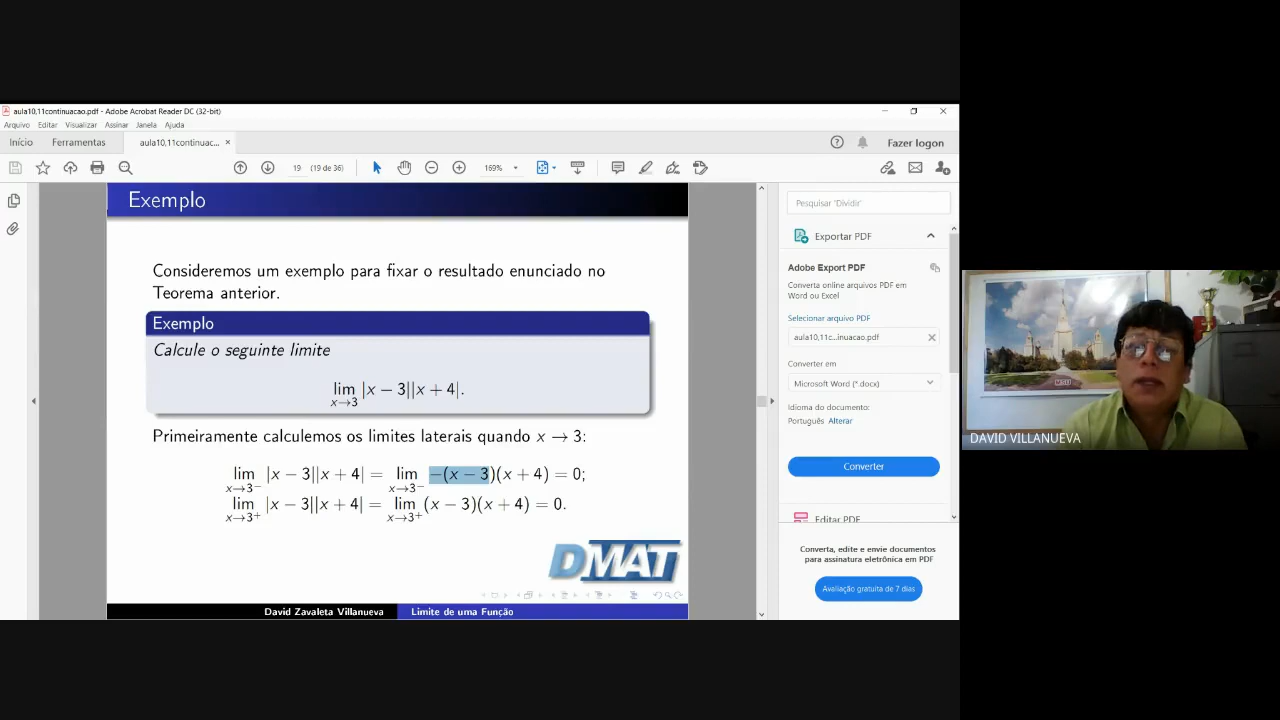 aula10,11continuacao.pdf - Adobe Acrobat Reader DC (32-bit)
Arquivo Editar Visualizar Assinar Janela Ajuda
Início Ferramentas aula10,11continuac... × Fazer logon
19 (19 de 36) 169%
Exemplo
Consideremos um exemplo para fixar o resultado enunciado no
Teorema anterior.
Exemplo
Calcule o seguinte limite
lim x→3 |x − 3||x + 4|.
Primeiramente calculemos os limites laterais quando x → 3:
lim x→3− |x − 3||x + 4| = lim x→3− −(x − 3)(x + 4) = 0;
lim x→3+ |x − 3||x + 4| = lim x→3+ (x − 3)(x + 4) = 0.
DMAT
David Zavaleta Villanueva Limite de uma Função
Pesquisar 'Dividir'
Exportar PDF
Adobe Export PDF
Converta online arquivos PDF em
Word ou Excel
Selecionar arquivo PDF
aula10,11c...inuacao.pdf
Converter em
Microsoft Word (*.docx)
Idioma do documento:
Português Alterar
Converter
Editar PDF
Converta, edite e envie documentos
para assinatura eletrônica em PDF
Avaliação gratuita de 7 dias
MSU
DAVID VILLANUEVA